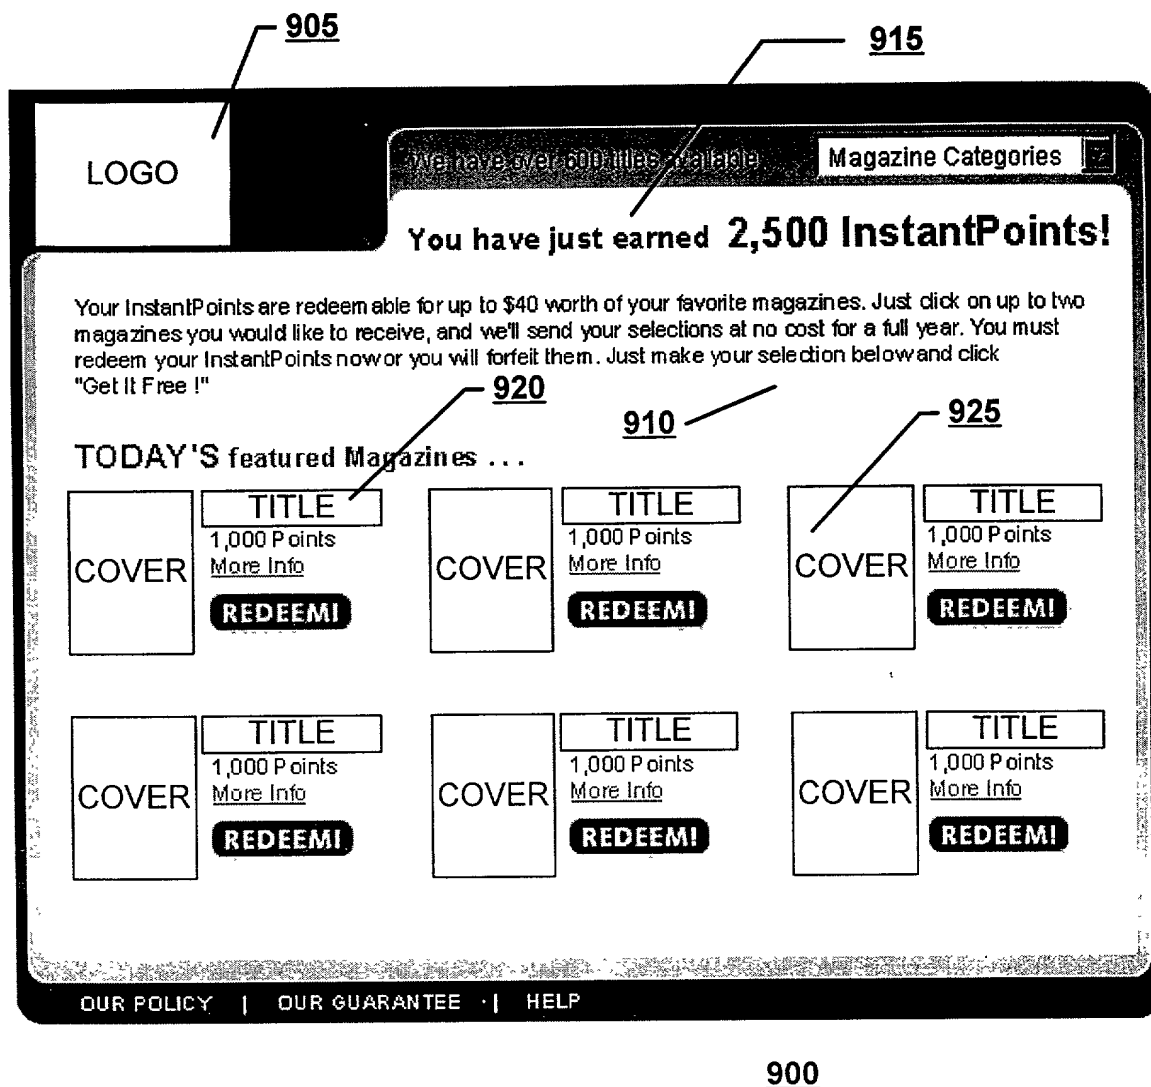 905
915
LOGO
We have over 600 titles available
Magazine Categories
You have just earned 2,500 InstantPoints!
Your InstantPoints are redeemable for up to $40 worth of your favorite magazines. Just click on up to two
magazines you would like to receive, and we'll send your selections at no cost for a full year. You must
redeem your InstantPoints now or you will forfeit them. Just make your selection below and click
"Get It Free !"
920
910
925
TODAY'S featured Magazines ...
TITLE TITLE TITLE
1,000 Points 1,000 Points 1,000 Points
COVER More Info COVER More Info COVER More Info
REDEEM! REDEEM! REDEEM!
TITLE TITLE TITLE
1,000 Points 1,000 Points 1,000 Points
COVER More Info COVER More Info COVER More Info
REDEEM! REDEEM! REDEEM!
OUR POLICY | OUR GUARANTEE | HELP
900